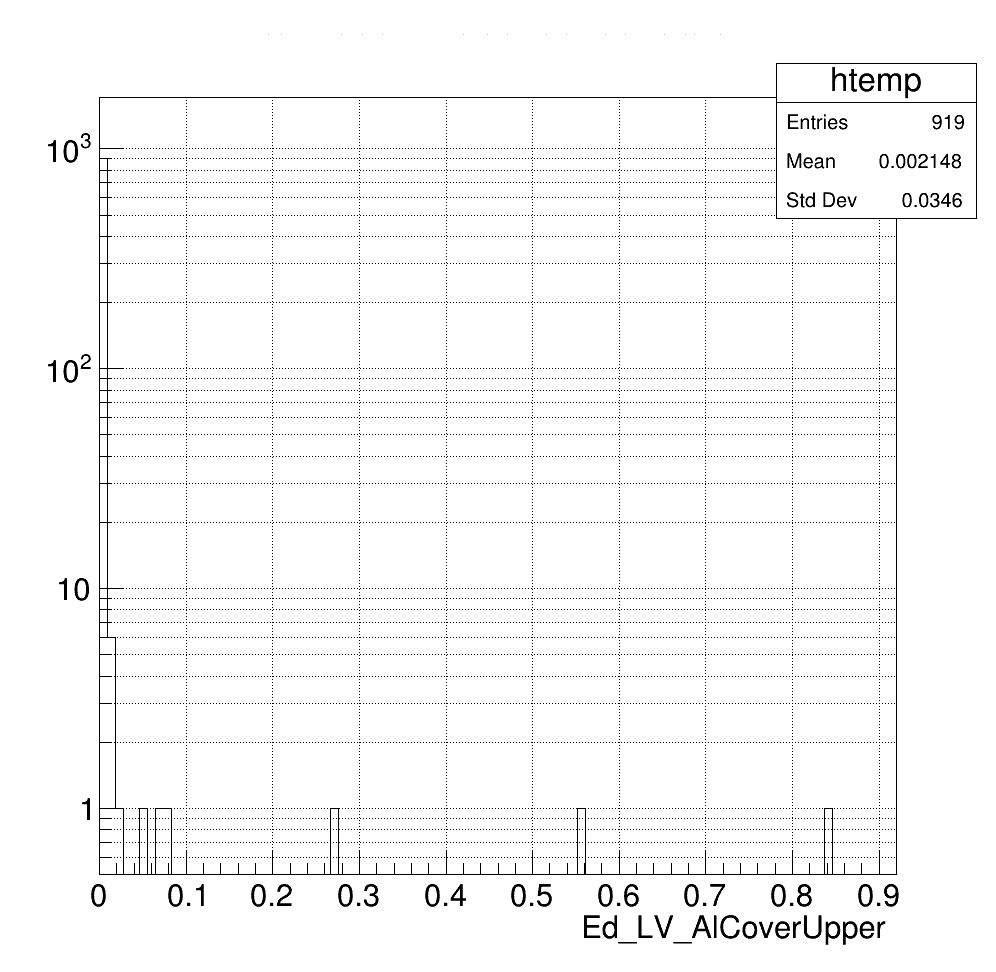 htemp
Entries 919
Mean 0.002148
Std Dev 0.0346
10³
10²
10
1
0 0.1 0.2 0.3 0.4 0.5 0.6 0.7 0.8 0.9
Ed_LV_AlCoverUpper